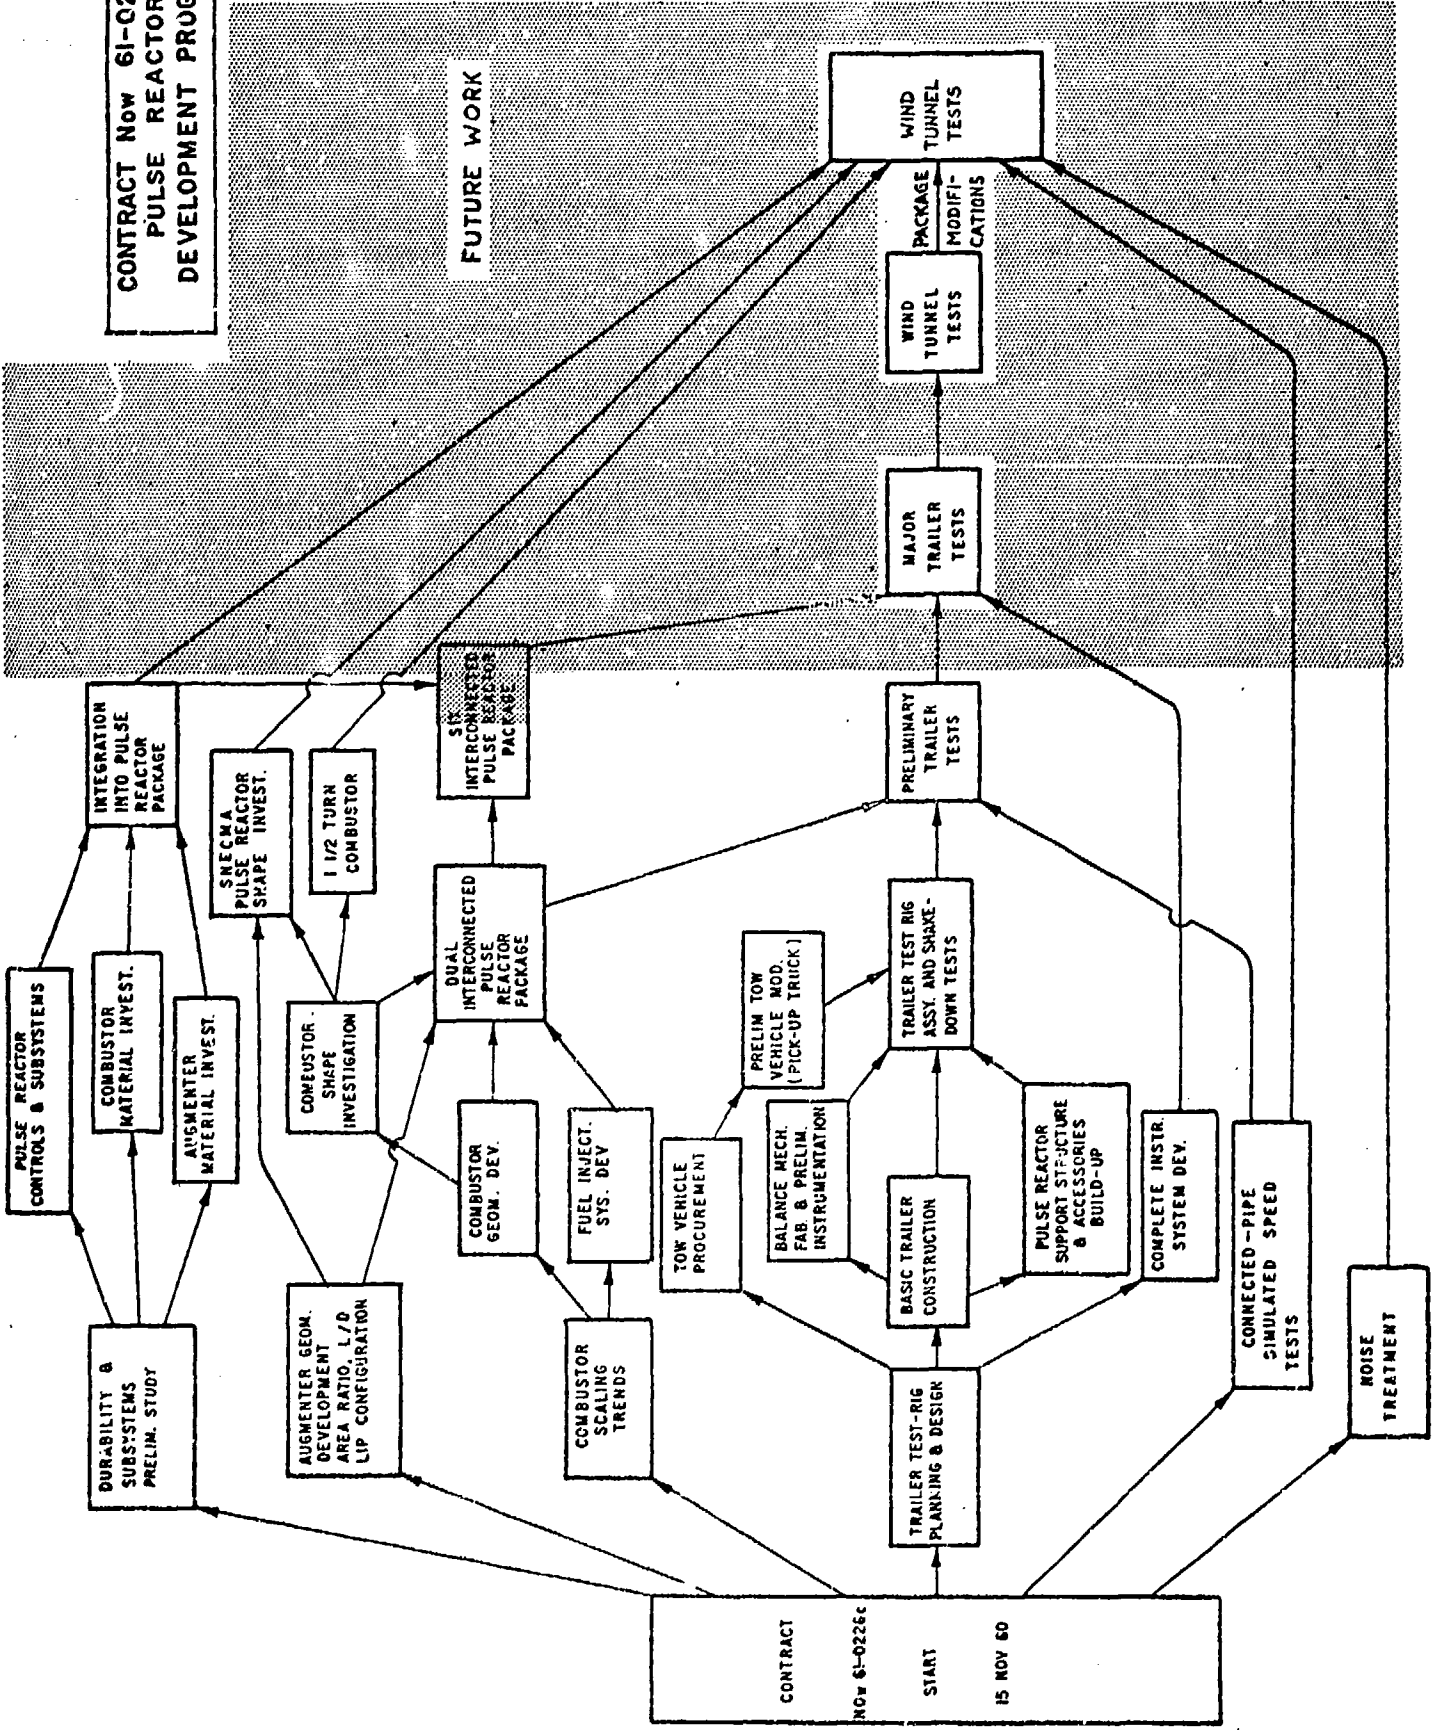 CONTRACT NOw 61-02
PULSE REACTOR
DEVELOPMENT PROG
FUTURE WORK
CONTRACT
NOw 61-0226c
START
15 NOV 60
DURABILITY &
SUBSYSTEMS
PRELIM. STUDY
PULSE REACTOR
CONTROLS & SUBSYSTEMS
COMBUSTOR
MATERIAL INVEST.
AUGMENTER
MATERIAL INVEST.
INTEGRATION
INTO PULSE
REACTOR
PACKAGE
AUGMENTER GEOM.
DEVELOPMENT
AREA RATIO, L/D
LIP CONFIGURATION
SNECMA
PULSE REACTOR
SHAPE INVEST.
1 1/2 TURN
COMBUSTOR
COMBUSTOR
SHAPE
INVESTIGATION
COMBUSTOR
SCALING
TRENDS
COMBUSTOR
GEOM. DEV.
FUEL INJECT.
SYS. DEV
DUAL
INTERCONNECTED
PULSE
REACTOR
PACKAGE
SIX
INTERCONNECTED
PULSE REACTOR
PACKAGE
TRAILER TEST-RIG
PLANNING & DESIGN
TOW VEHICLE
PROCUREMENT
PRELIM TOW
VEHICLE MOD.
(PICK-UP TRUCK)
BALANCE MECH.
FAB. & PRELIM.
INSTRUMENTATION
BASIC TRAILER
CONSTRUCTION
PULSE REACTOR
SUPPORT STRUCTURE
& ACCESSORIES
BUILD-UP
COMPLETE INSTR.
SYSTEM DEV.
TRAILER TEST RIG
ASSY. AND SHAKE-
DOWN TESTS
PRELIMINARY
TRAILER
TESTS
MAJOR
TRAILER
TESTS
WIND
TUNNEL
TESTS
PACKAGE
MODIFI-
CATIONS
WIND
TUNNEL
TESTS
CONNECTED-PIPE
SIMULATED SPEED
TESTS
NOISE
TREATMENT